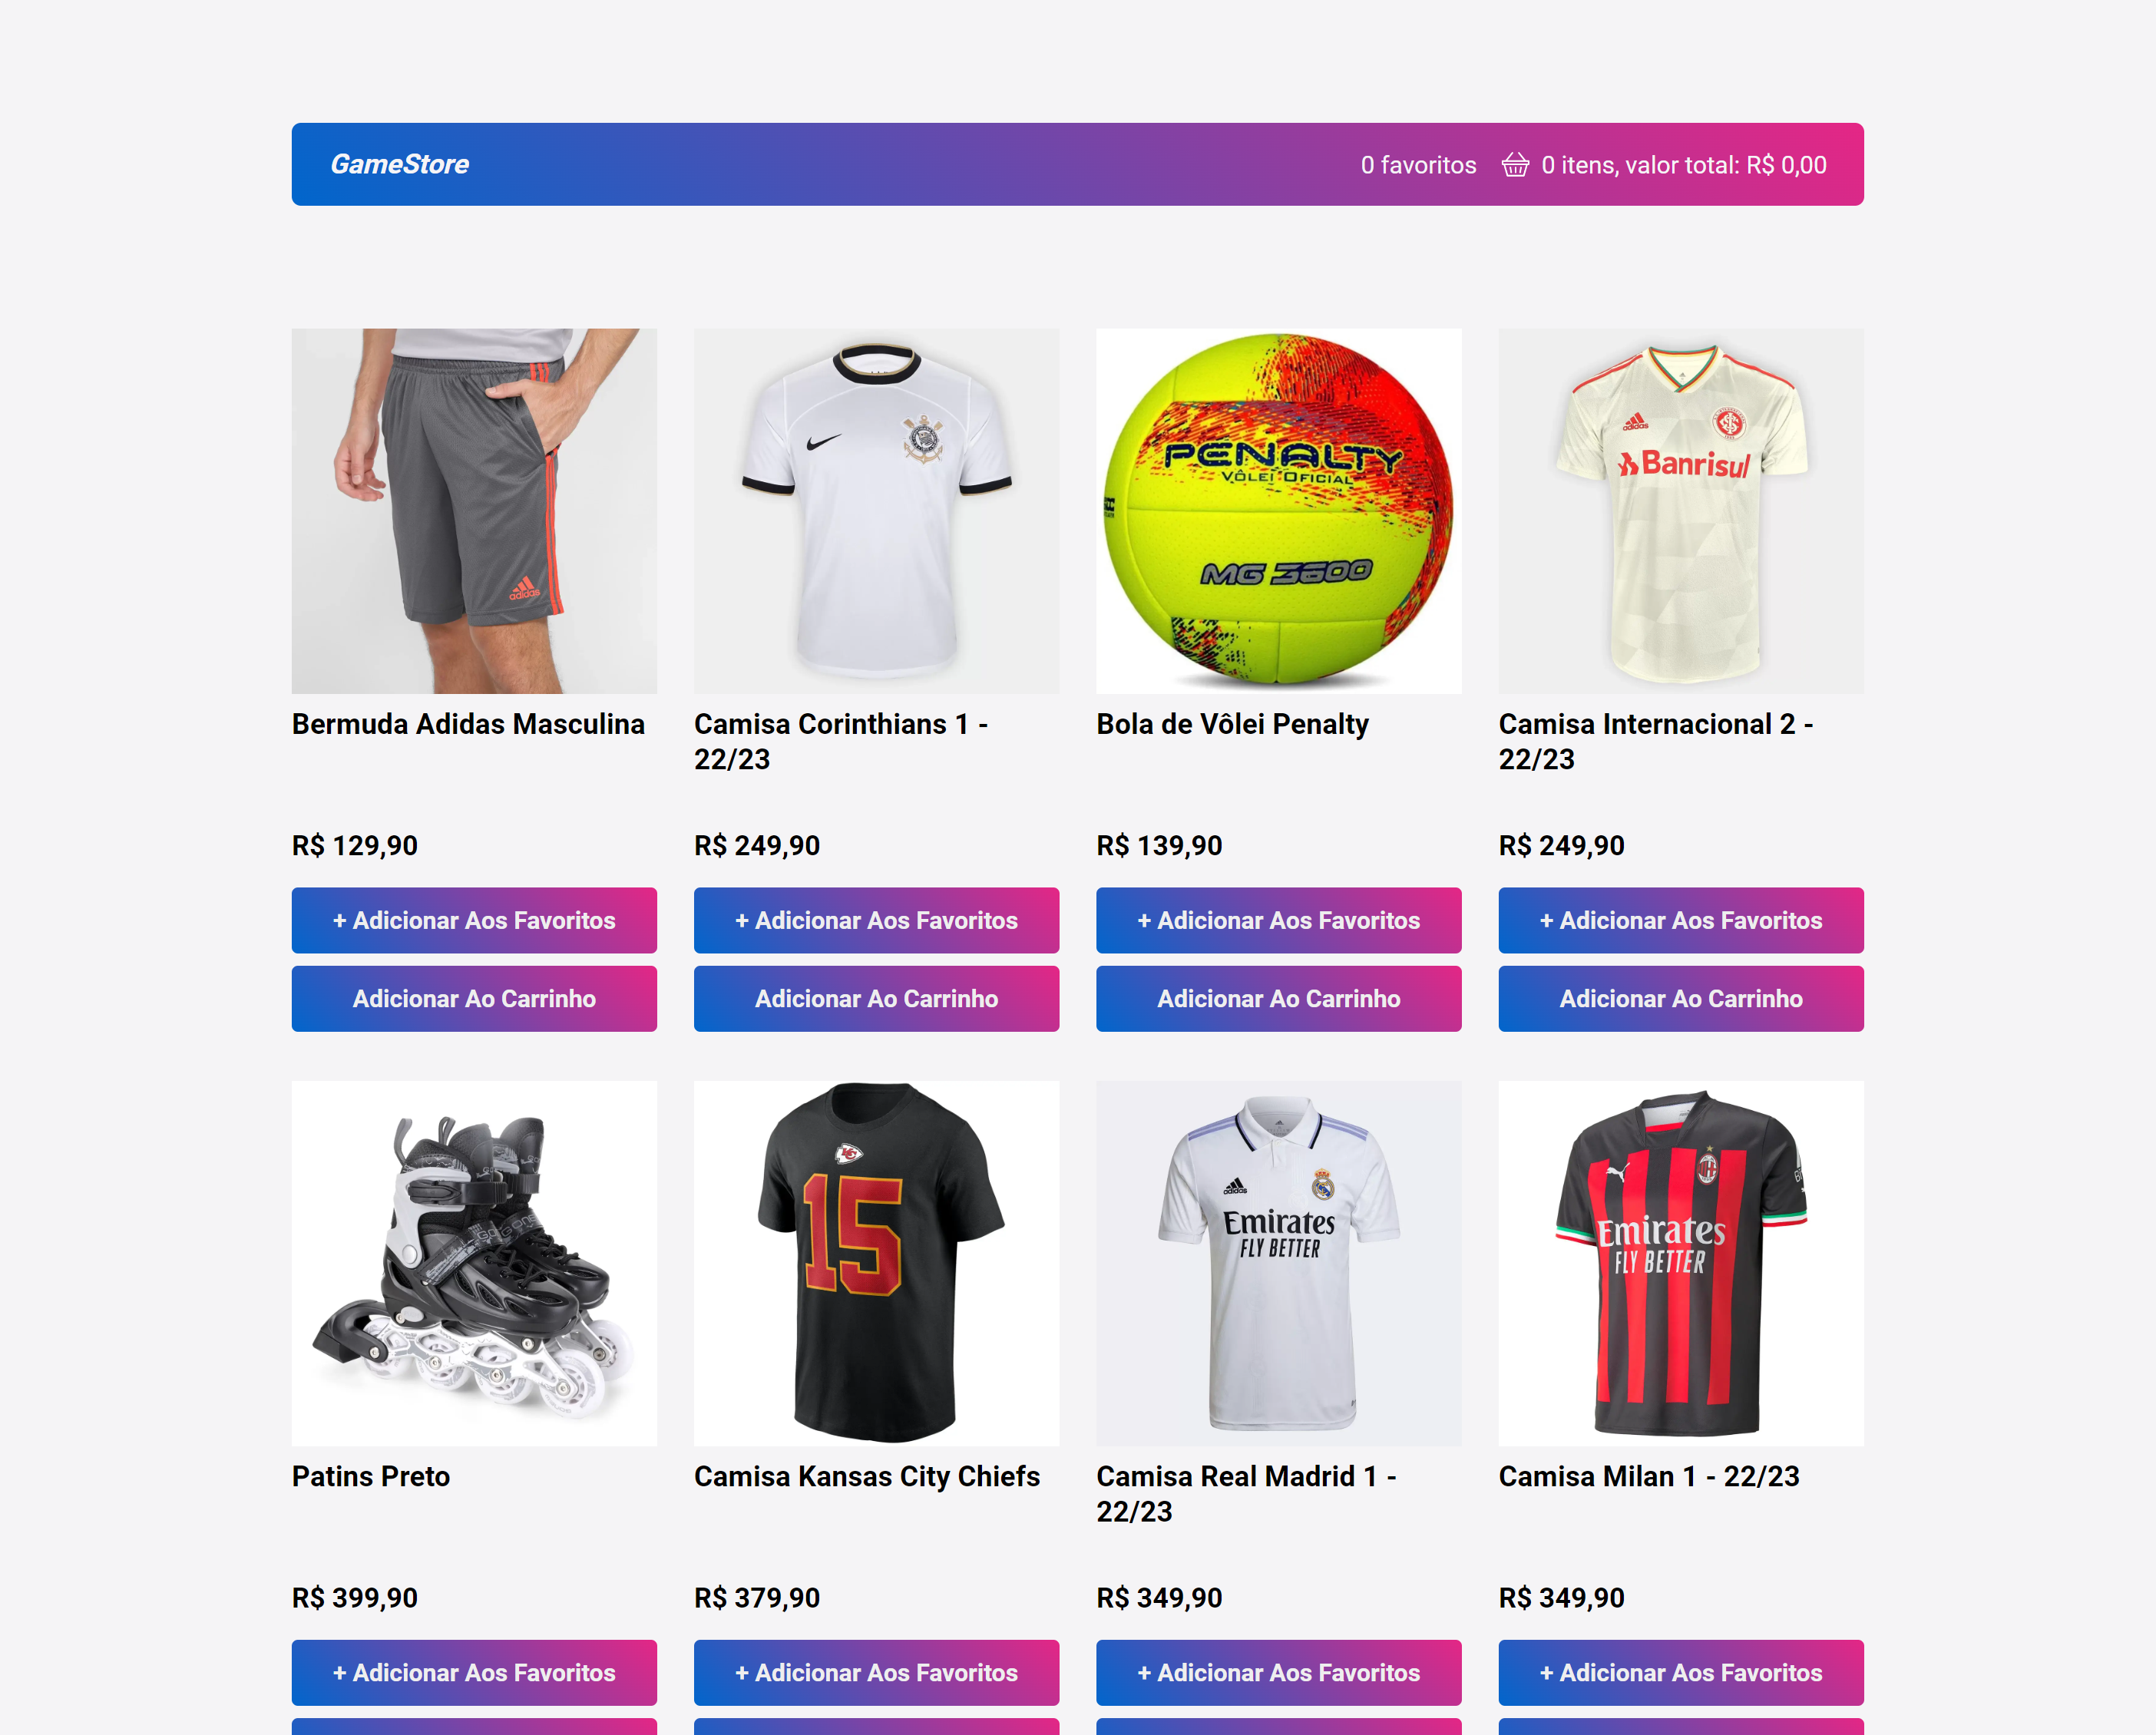 GameStore
0 favoritos
0 itens, valor total: R$ 0,00
adidas
PENALTY
VÔLEI OFICIAL
MG 3600
adidas
Banrisul
Bermuda Adidas Masculina
Camisa Corinthians 1 -
22/23
Bola de Vôlei Penalty
Camisa Internacional 2 -
22/23
R$ 129,90
R$ 249,90
R$ 139,90
R$ 249,90
+ Adicionar Aos Favoritos
+ Adicionar Aos Favoritos
+ Adicionar Aos Favoritos
+ Adicionar Aos Favoritos
Adicionar Ao Carrinho
Adicionar Ao Carrinho
Adicionar Ao Carrinho
Adicionar Ao Carrinho
15
adidas
Emirates
FLY BETTER
Emirates
FLY BETTER
Patins Preto
Camisa Kansas City Chiefs
Camisa Real Madrid 1 -
22/23
Camisa Milan 1 - 22/23
R$ 399,90
R$ 379,90
R$ 349,90
R$ 349,90
+ Adicionar Aos Favoritos
+ Adicionar Aos Favoritos
+ Adicionar Aos Favoritos
+ Adicionar Aos Favoritos